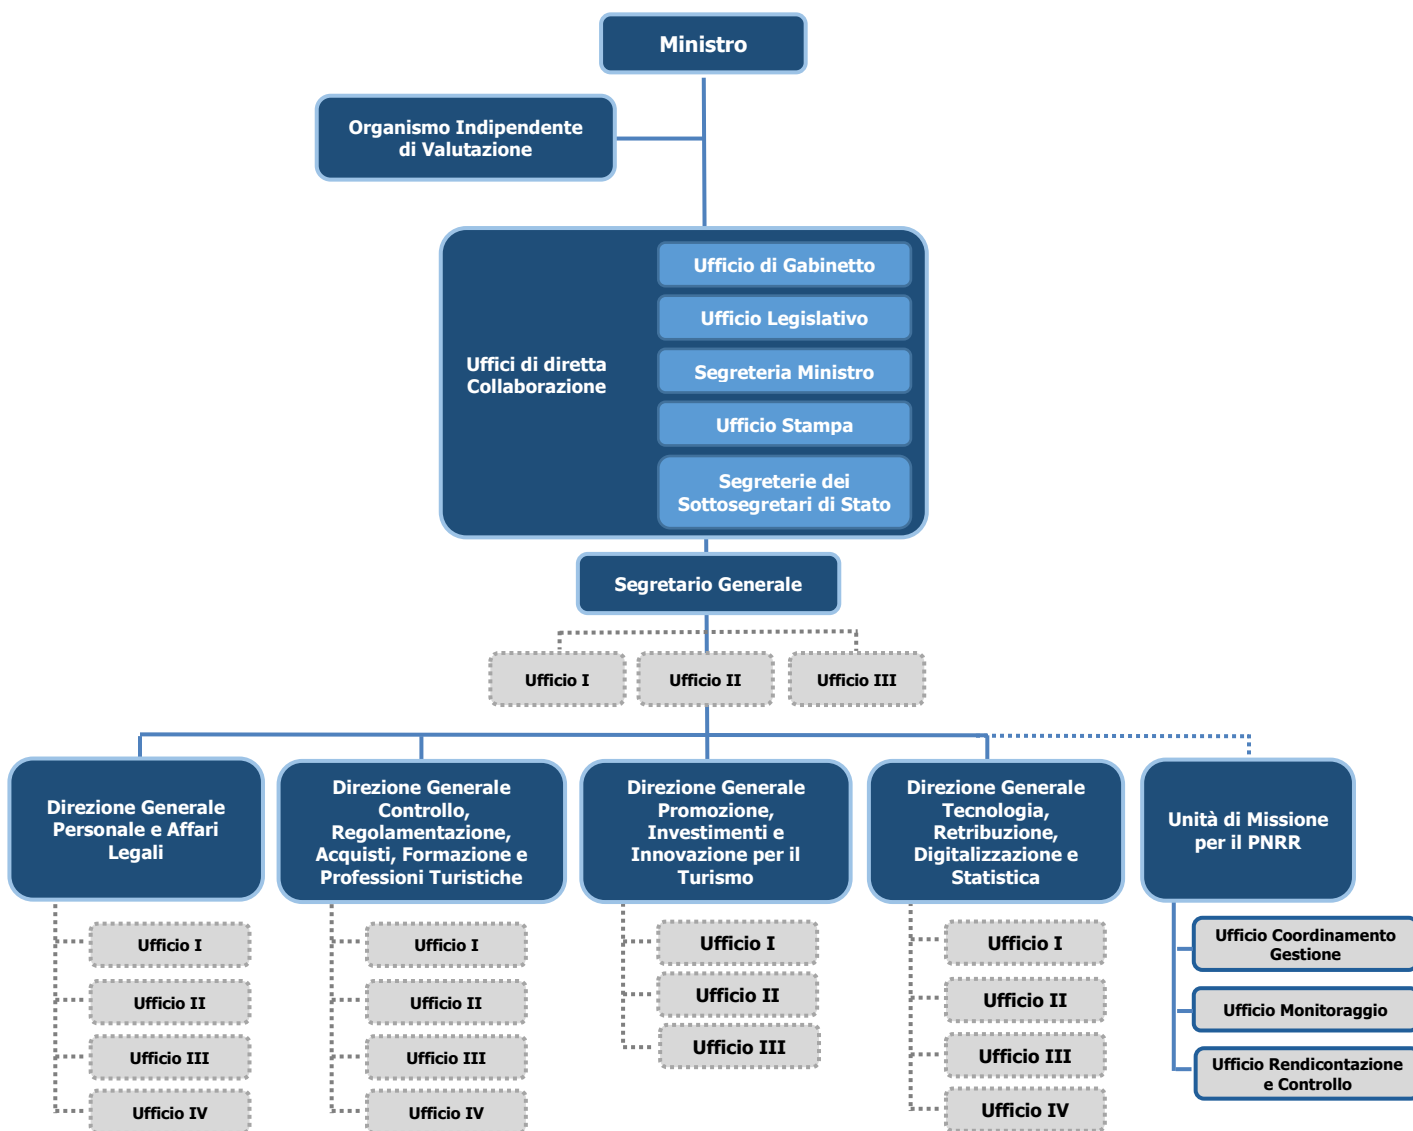 Ministro
Organismo Indipendente
di Valutazione
Uffici di diretta
Collaborazione
Ufficio di Gabinetto
Ufficio Legislativo
Segreteria Ministro
Ufficio Stampa
Segreterie dei
Sottosegretari di Stato
Segretario Generale
Ufficio I
Ufficio II
Ufficio III
Direzione Generale
Personale e Affari
Legali
Ufficio I
Ufficio II
Ufficio III
Ufficio IV
Direzione Generale
Controllo,
Regolamentazione,
Acquisti, Formazione e
Professioni Turistiche
Ufficio I
Ufficio II
Ufficio III
Ufficio IV
Direzione Generale
Promozione,
Investimenti e
Innovazione per il
Turismo
Ufficio I
Ufficio II
Ufficio III
Direzione Generale
Tecnologia,
Retribuzione,
Digitalizzazione e
Statistica
Ufficio I
Ufficio II
Ufficio III
Ufficio IV
Unità di Missione
per il PNRR
Ufficio Coordinamento
Gestione
Ufficio Monitoraggio
Ufficio Rendicontazione
e Controllo